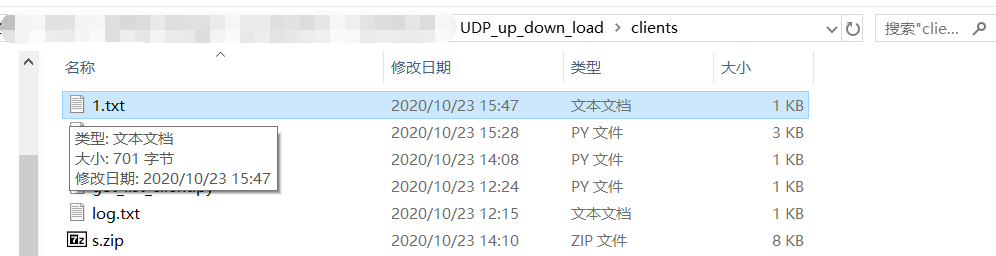 UDP_up_down_load > clients
搜索"clie...
名称 修改日期 类型 大小
1.txt 2020/10/23 15:47 文本文档 1 KB
2020/10/23 15:28 PY 文件 3 KB
类型: 文本文档
大小: 701 字节
2020/10/23 14:08 PY 文件 1 KB
修改日期: 2020/10/23 15:47
2020/10/23 12:24 PY 文件 1 KB
log.txt 2020/10/23 12:15 文本文档 1 KB
s.zip 2020/10/23 14:10 ZIP 文件 8 KB